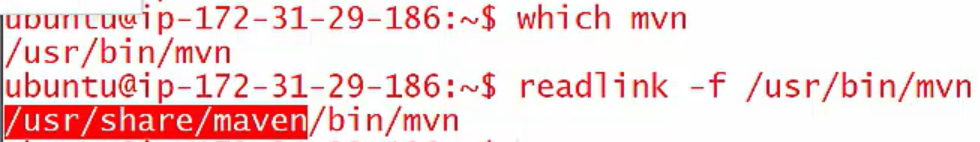 ubuntu@ip-172-31-29-186:~$ which mvn
/usr/bin/mvn
ubuntu@ip-172-31-29-186:~$ readlink -f /usr/bin/mvn
/usr/share/maven/bin/mvn